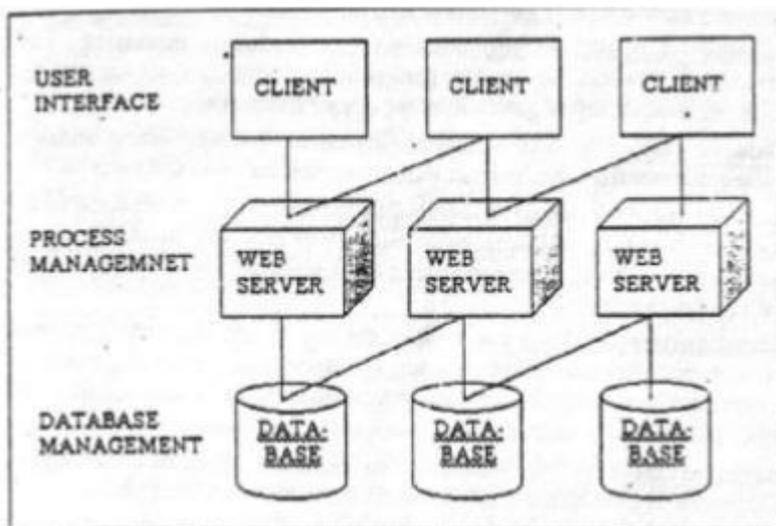 USER
INTERFACE
CLIENT
CLIENT
CLIENT
PROCESS
MANAGEMNET
WEB
SERVER
WEB
SERVER
WEB
SERVER
DATABASE
MANAGEMENT
DATA-
BASE
DATA-
BASE
DATA-
BASE